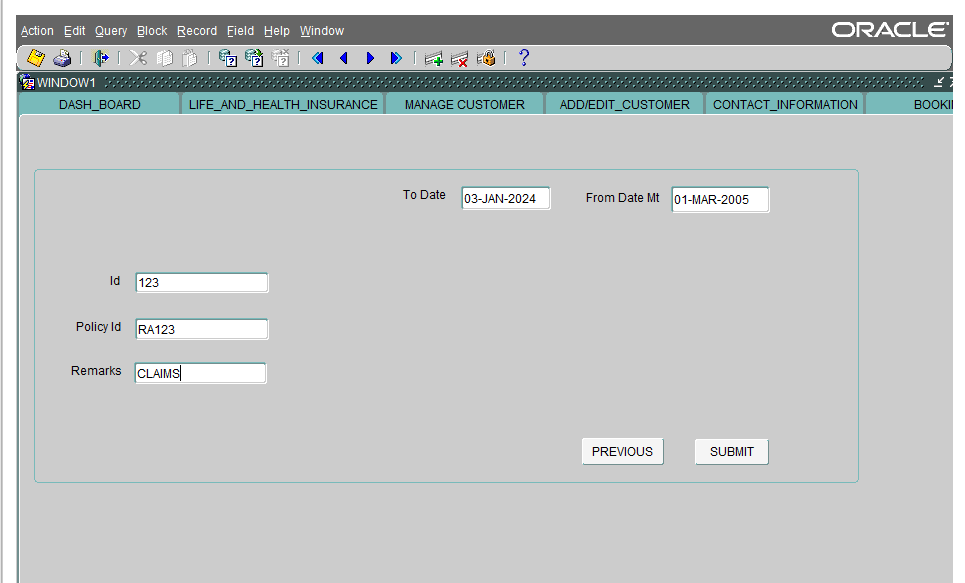 Action Edit Query Block Record Field Help Window
ORACLE
WINDOW1
DASH_BOARD LIFE_AND_HEALTH_INSURANCE MANAGE CUSTOMER ADD/EDIT_CUSTOMER CONTACT_INFORMATION BOOKI
To Date 03-JAN-2024 From Date Mt 01-MAR-2005
Id 123
Policy Id RA123
Remarks CLAIMS
PREVIOUS SUBMIT